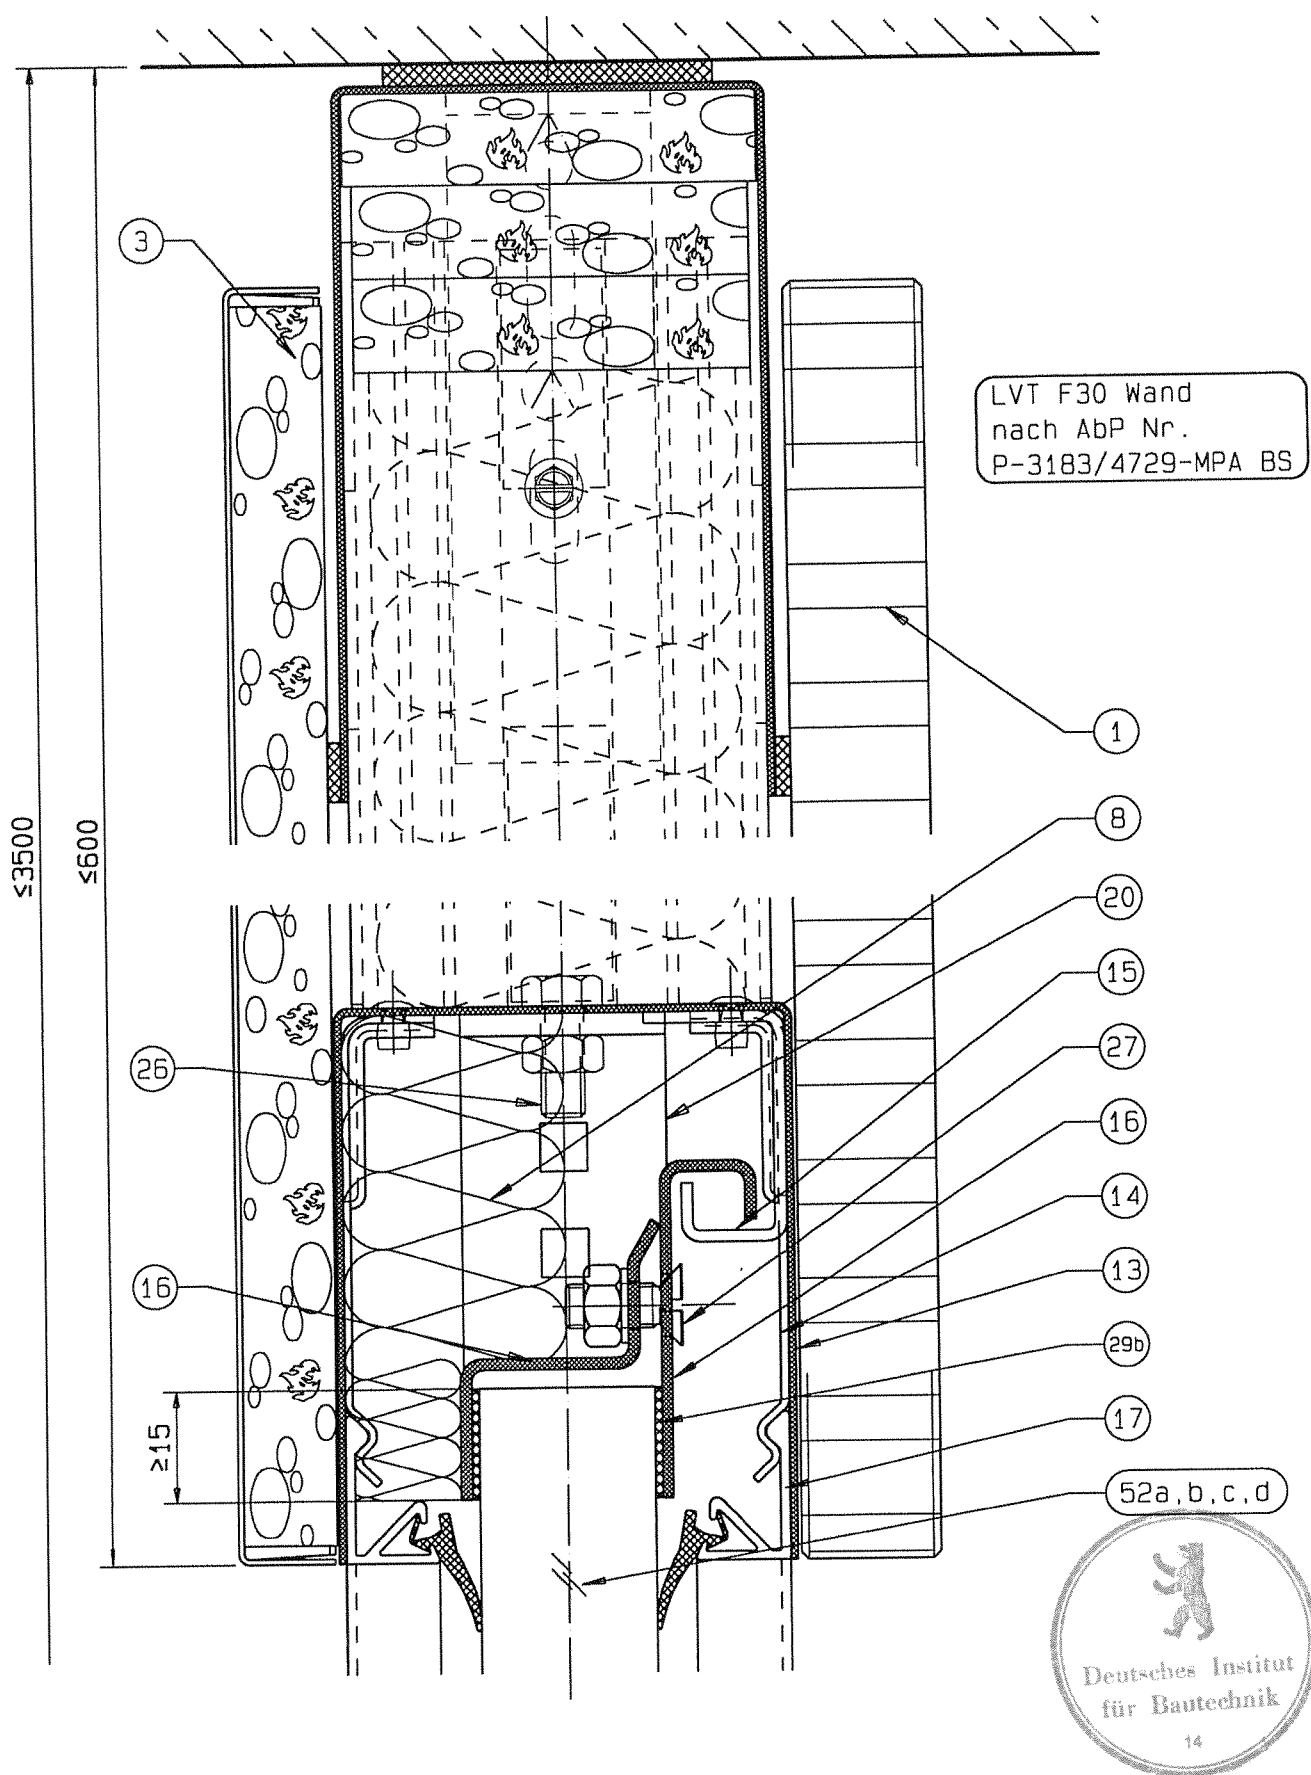 3
LVT F30 Wand
nach AbP Nr.
P-3183/4729-MPA BS
1
8
≤3500
≤600
20
15
26
27
16
14
16
13
29b
≥15
17
52a,b,c,d
Deutsches Institut
für Bautechnik
14